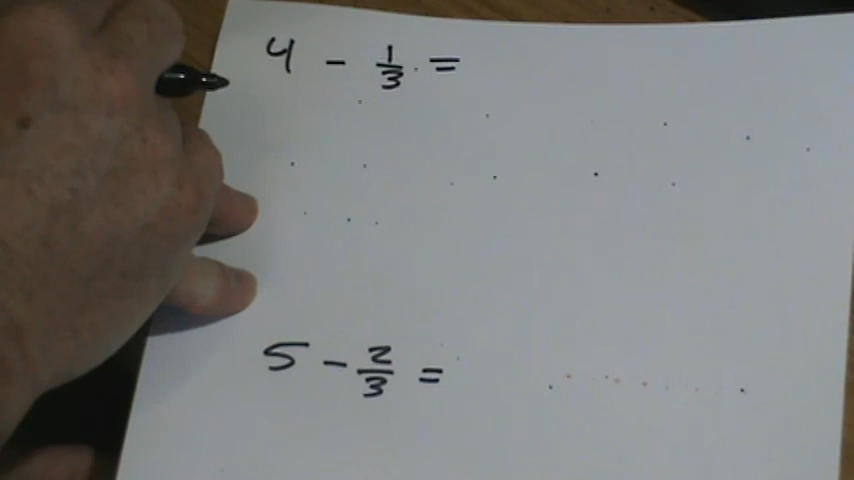 4 - 1/3 =
5 - 2/3 =